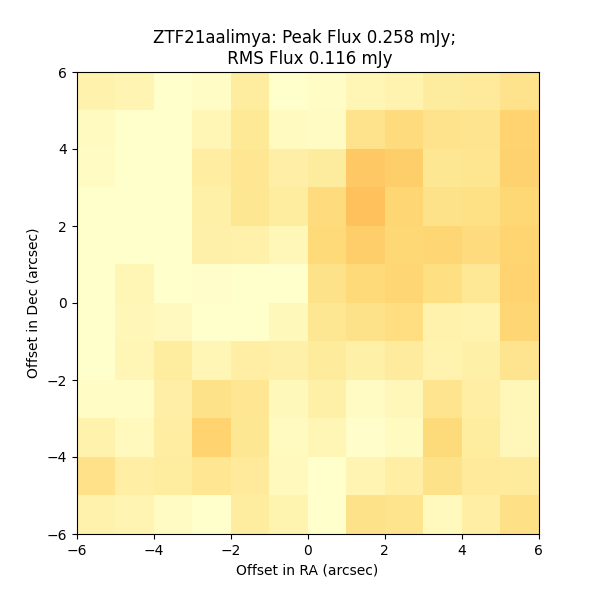 ZTF21aalimya: Peak Flux 0.258 mJy;
RMS Flux 0.116 mJy
6
4
2
0
−2
−4
−6
Offset in Dec (arcsec)
−6 −4 −2 0 2 4 6
Offset in RA (arcsec)